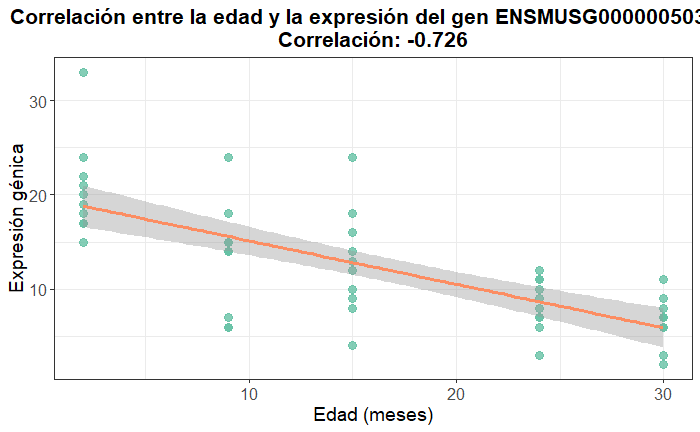 Correlación entre la edad y la expresión del gen ENSMUSG000000503
Correlación: -0.726
30
20
10
Expresión génica
10
20
30
Edad (meses)